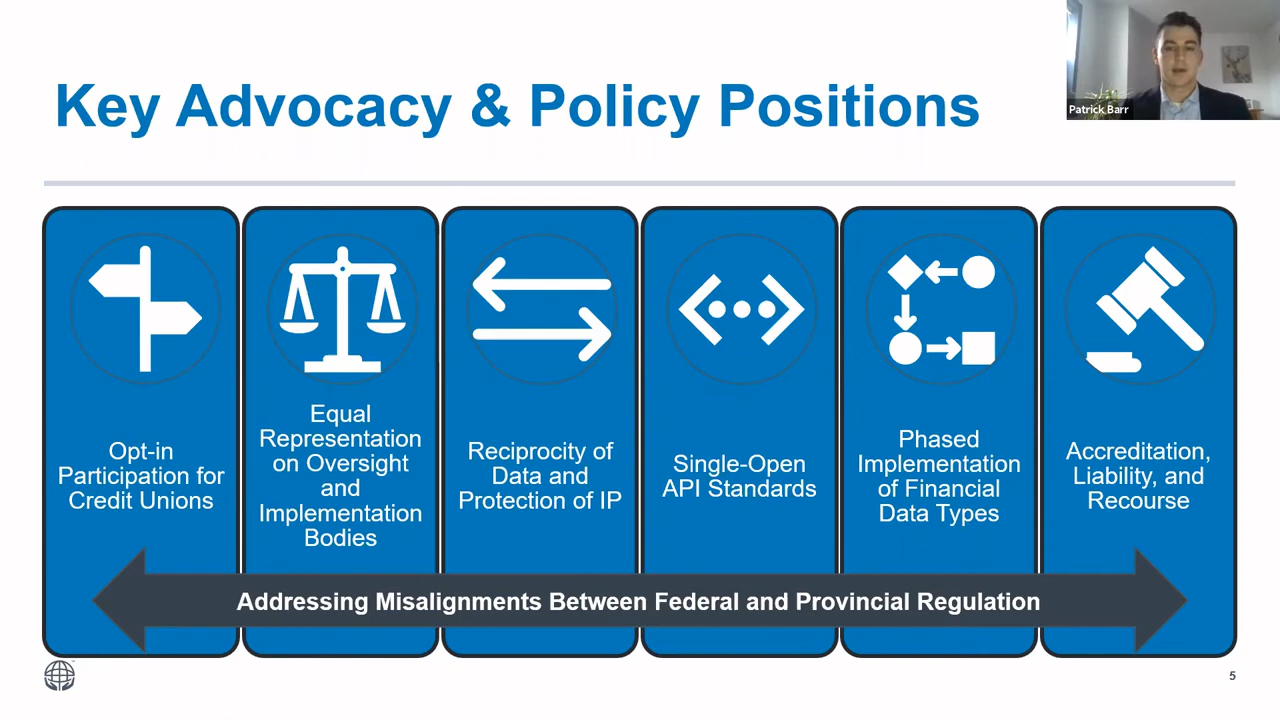 Key Advocacy & Policy Positions
Patrick Barr
Opt-in
Participation for
Credit Unions
Equal
Representation
on Oversight
and
Implementation
Bodies
Reciprocity of
Data and
Protection of IP
Single-Open
API Standards
Phased
Implementation
of Financial
Data Types
Accreditation,
Liability, and
Recourse
Addressing Misalignments Between Federal and Provincial Regulation
5